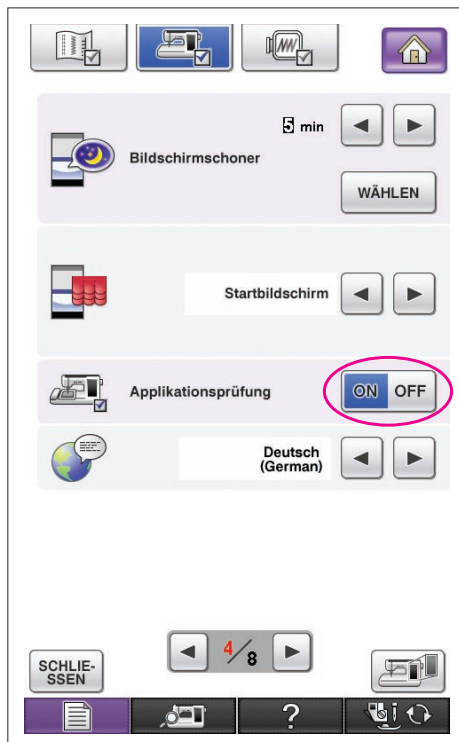 5 min
Bildschirmschoner
WÄHLEN
Startbildschirm
Applikationsprüfung
ON OFF
Deutsch
(German)
4/8
SCHLIE-
SSEN
?